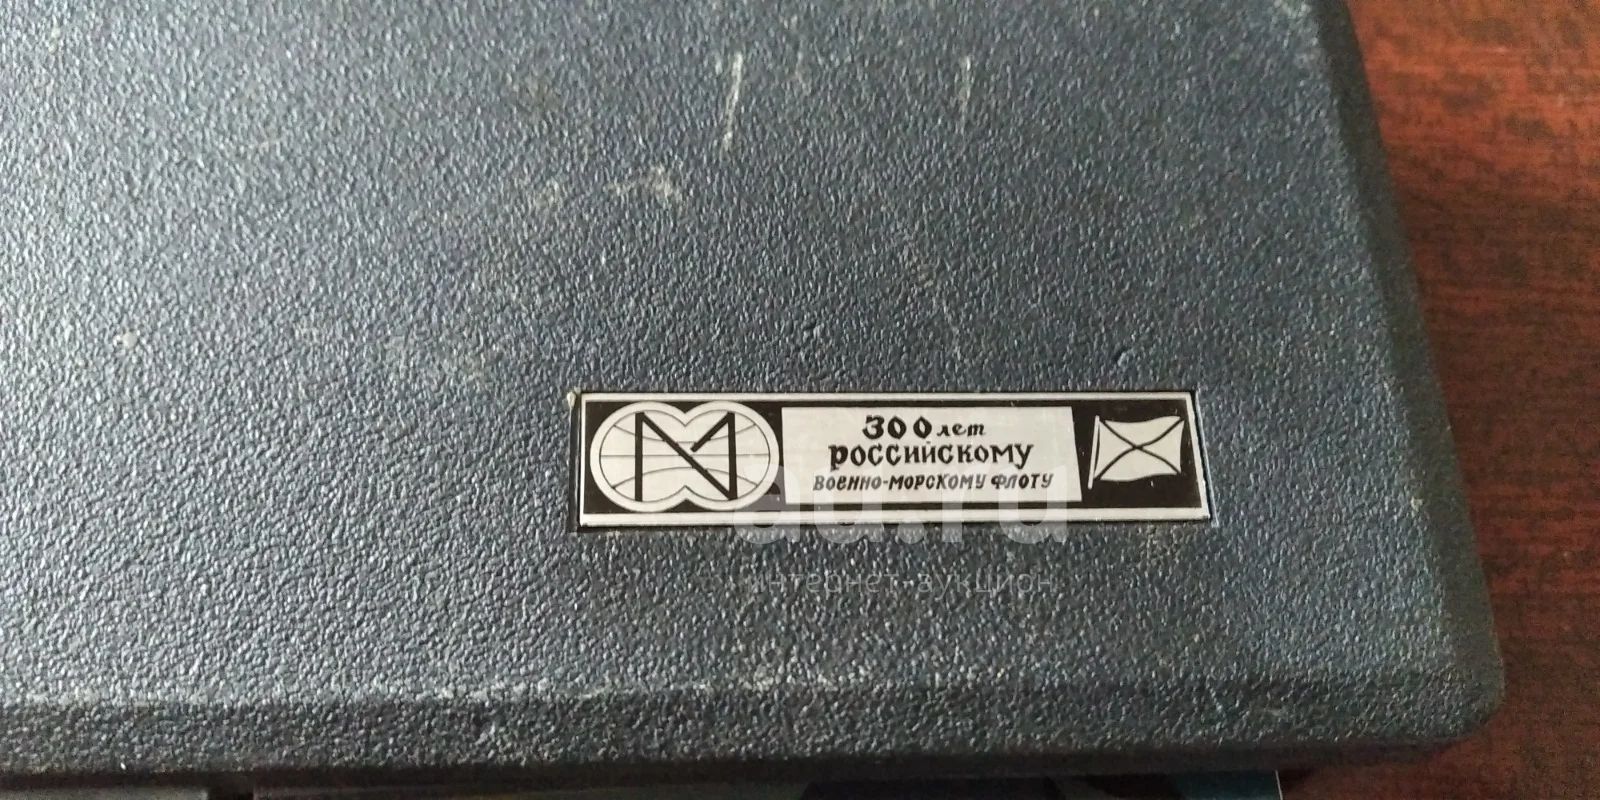 М
300 лет
российскому
военно-морскому флоту
au.ru
интернет-аукцион